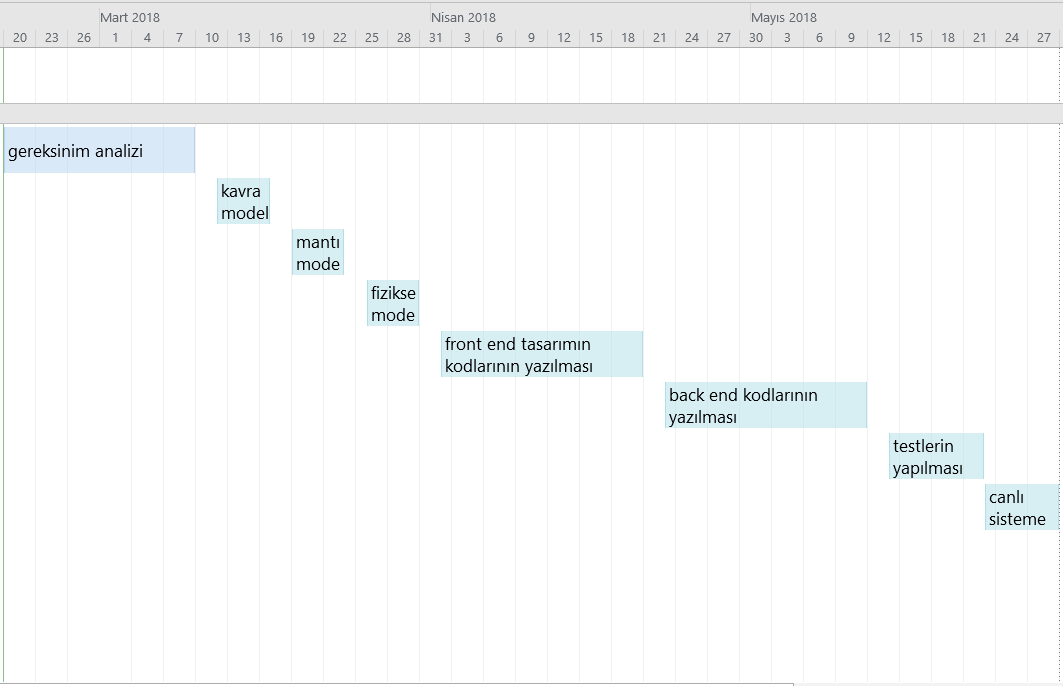 Mart 2018 Nisan 2018 Mayıs 2018
20 23 26 1 4 7 10 13 16 19 22 25 28 31 3 6 9 12 15 18 21 24 27 30 3 6 9 12 15 18 21 24 27
gereksinim analizi
kavra
model
mantı
mode
fizikse
mode
front end tasarımın
kodlarının yazılması
back end kodlarının
yazılması
testlerin
yapılması
canlı
sisteme